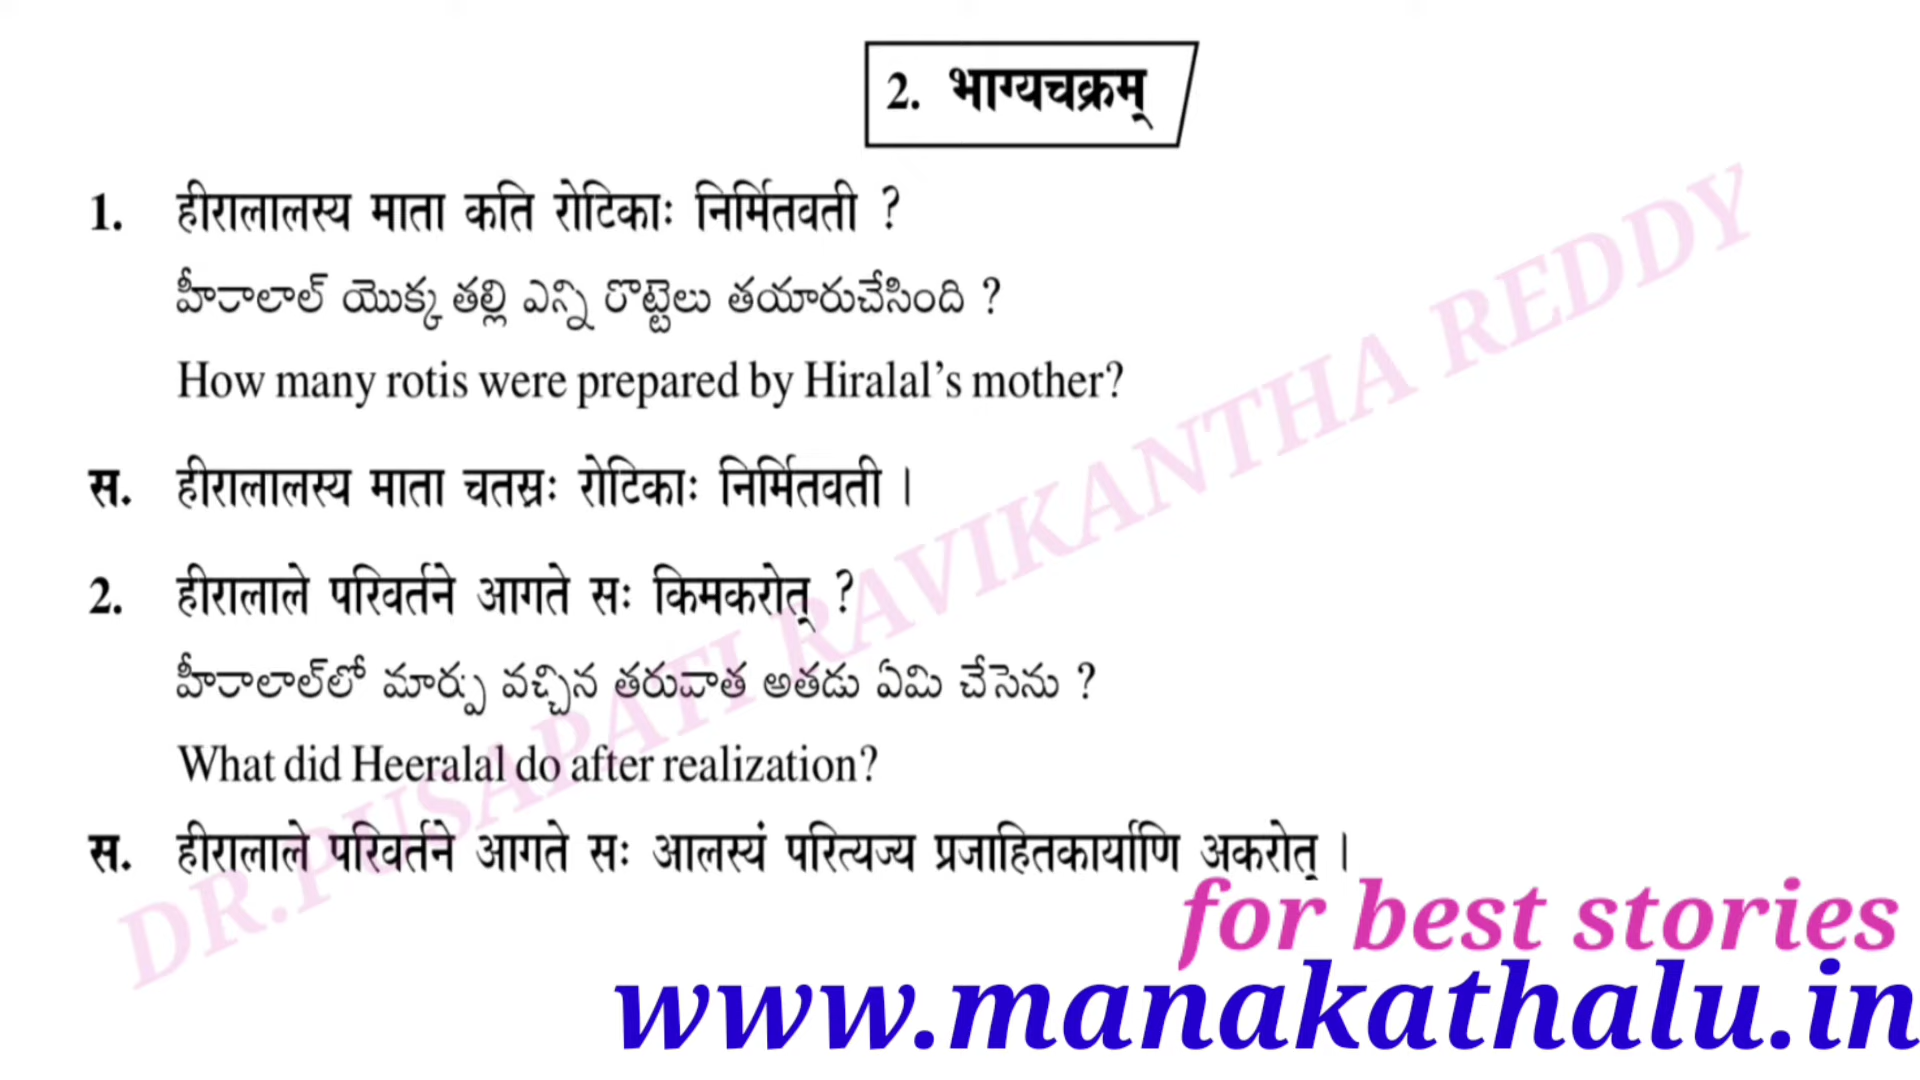 2. भाग्यचक्रम्
1. हीरालालस्य माता कति रोटिकाः निर्मितवती ?
హీరాలాల్ యొక్క తల్లి ఎన్ని రొట్టెలు తయారుచేసింది ?
How many rotis were prepared by Hiralal’s mother?
स. हीरालालस्य माता चतस्रः रोटिकाः निर्मितवती ।
2. हीरालाले परिवर्तने आगते सः किमकरोत् ?
హీరాలాల్‌లో మార్పు వచ్చిన తరువాత అతడు ఏమి చేసెను ?
What did Heeralal do after realization?
स. हीरालाले परिवर्तने आगते सः आलस्यं परित्यज्य प्रजाहितकार्याणि अकरोत् ।
DR.PUSAPATI RAVIKANTHA REDDY
for best stories
www.manakathalu.in